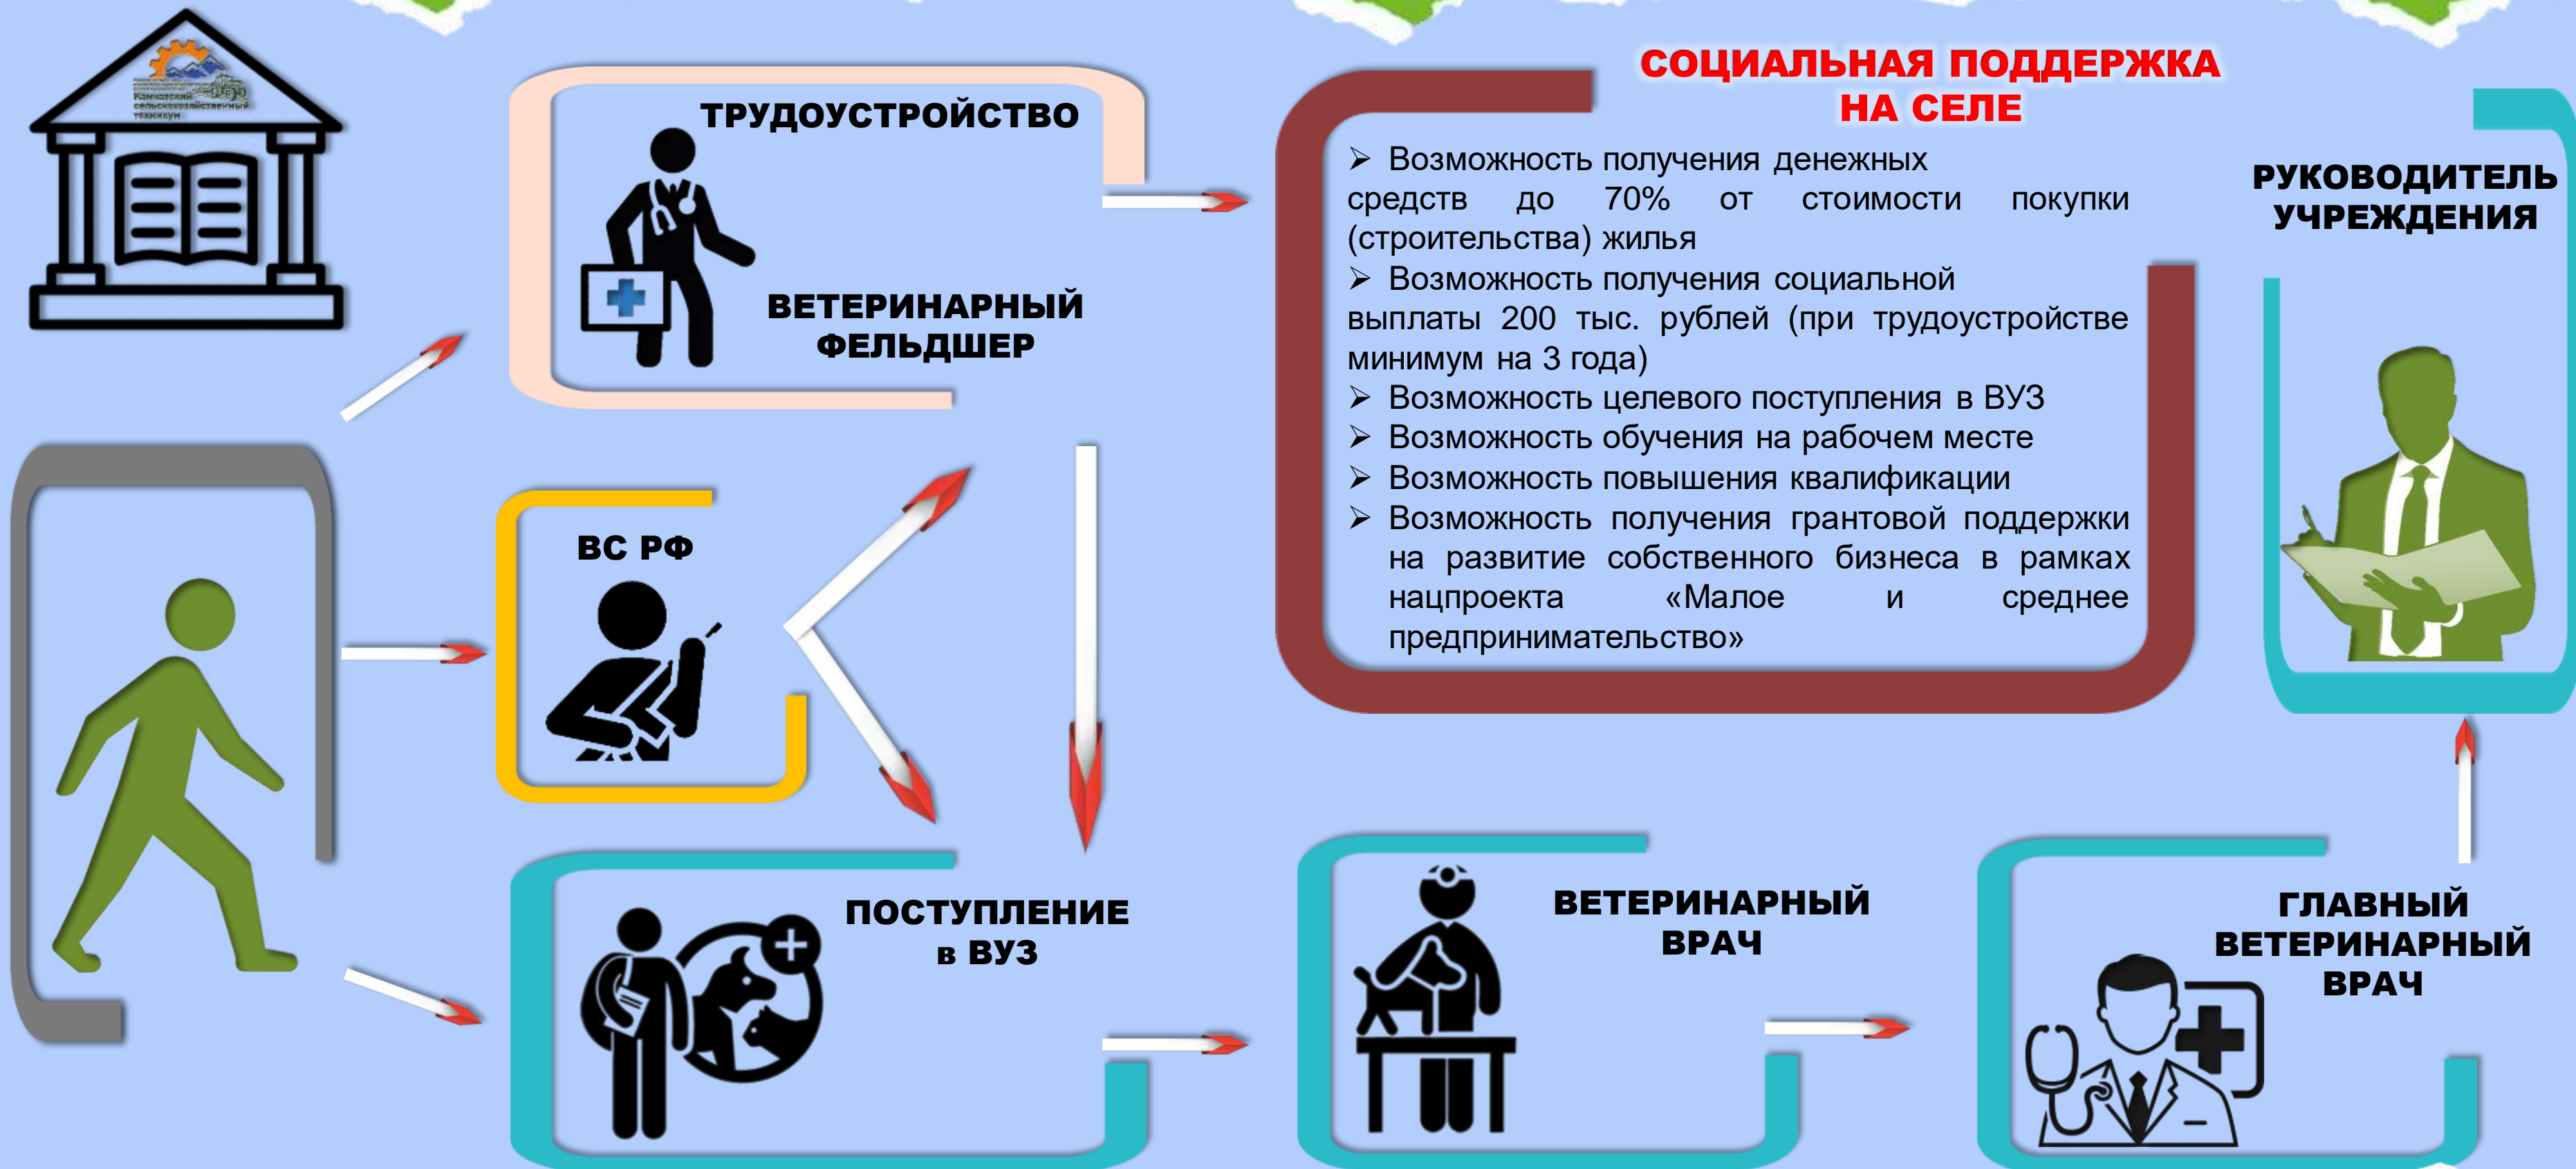 Камчатский
сельскохозяйственный
техникум
ТРУДОУСТРОЙСТВО
ВЕТЕРИНАРНЫЙ
ФЕЛЬДШЕР
ВС РФ
ПОСТУПЛЕНИЕ
в ВУЗ
СОЦИАЛЬНАЯ ПОДДЕРЖКА
НА СЕЛЕ
➢ Возможность получения денежных
средств до 70% от стоимости покупки
(строительства) жилья
➢ Возможность получения социальной
выплаты 200 тыс. рублей (при трудоустройстве
минимум на 3 года)
➢ Возможность целевого поступления в ВУЗ
➢ Возможность обучения на рабочем месте
➢ Возможность повышения квалификации
➢ Возможность получения грантовой поддержки
на развитие собственного бизнеса в рамках
нацпроекта «Малое и среднее
предпринимательство»
РУКОВОДИТЕЛЬ
УЧРЕЖДЕНИЯ
ВЕТЕРИНАРНЫЙ
ВРАЧ
ГЛАВНЫЙ
ВЕТЕРИНАРНЫЙ
ВРАЧ